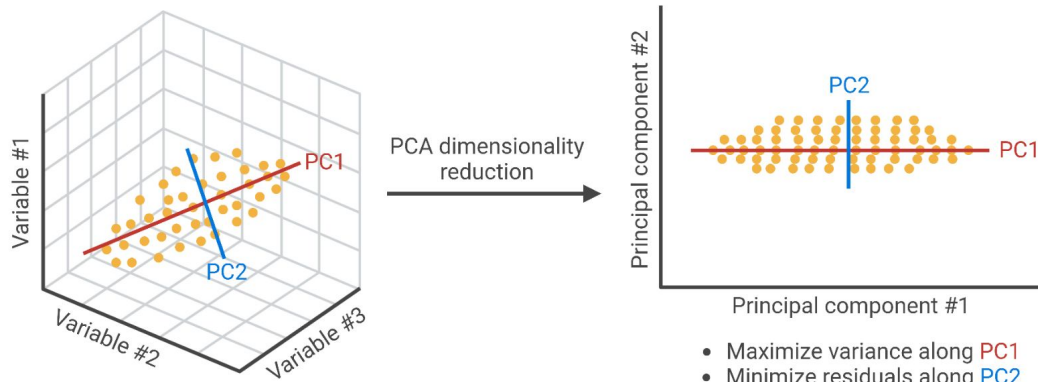 Variable #1
Variable #2
Variable #3
PC1
PC2
PCA dimensionality
reduction
Principal component #2
PC2
PC1
Principal component #1
• Maximize variance along PC1
• Minimize residuals along PC2